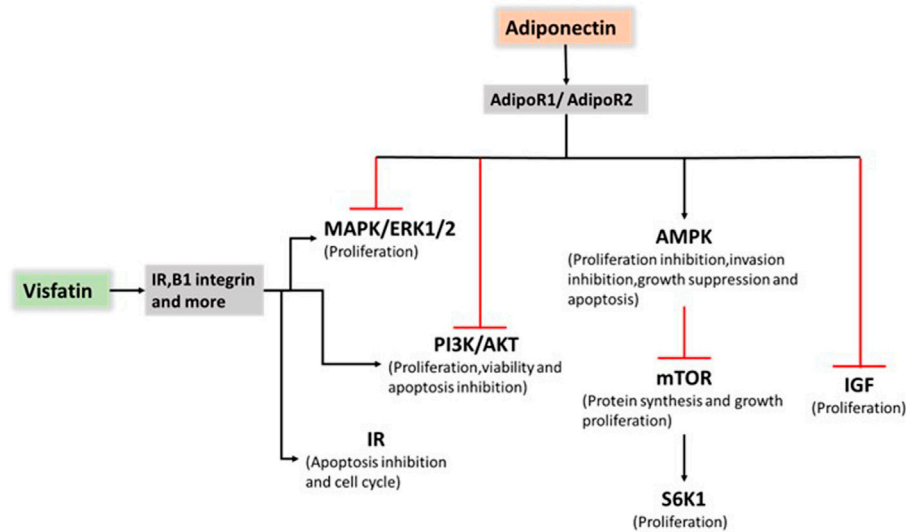 Adiponectin
AdipoR1/ AdipoR2
MAPK/ERK1/2
(Proliferation)
AMPK
(Proliferation inhibition,invasion
inhibition,growth suppression and
apoptosis)
Visfatin
IR,B1 integrin
and more
PI3K/AKT
(Proliferation,viability and
apoptosis inhibition)
mTOR
(Protein synthesis and growth
proliferation)
IGF
(Proliferation)
IR
(Apoptosis inhibition
and cell cycle)
S6K1
(Proliferation)